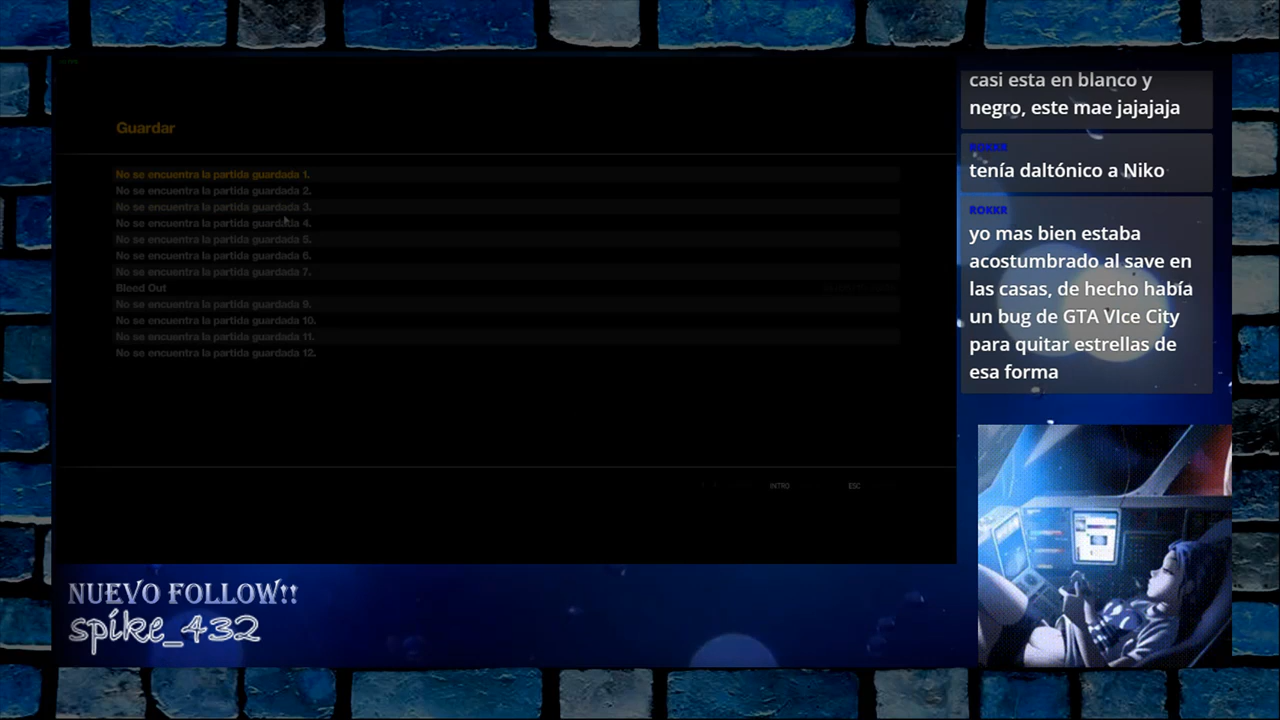 Guardar
No se encuentra la partida guardada 1.
No se encuentra la partida guardada 2.
No se encuentra la partida guardada 3.
No se encuentra la partida guardada 4.
No se encuentra la partida guardada 5.
No se encuentra la partida guardada 6.
No se encuentra la partida guardada 7.
Bleed Out
No se encuentra la partida guardada 9.
No se encuentra la partida guardada 10.
No se encuentra la partida guardada 11.
No se encuentra la partida guardada 12.
INTRO
ESC
casi esta en blanco y
negro, este mae jajajaja
ROKKR
tenía daltónico a Niko
ROKKR
yo mas bien estaba
acostumbrado al save en
las casas, de hecho había
un bug de GTA VIce City
para quitar estrellas de
esa forma
NUEVO FOLLOW!!
spike_432